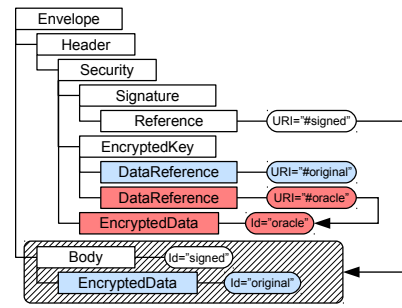 Envelope
Header
Security
Signature
Reference URI="#signed"
EncryptedKey
DataReference URI="#original"
DataReference URI="#oracle"
EncryptedData Id="oracle"
Body Id="signed"
EncryptedData Id="original"